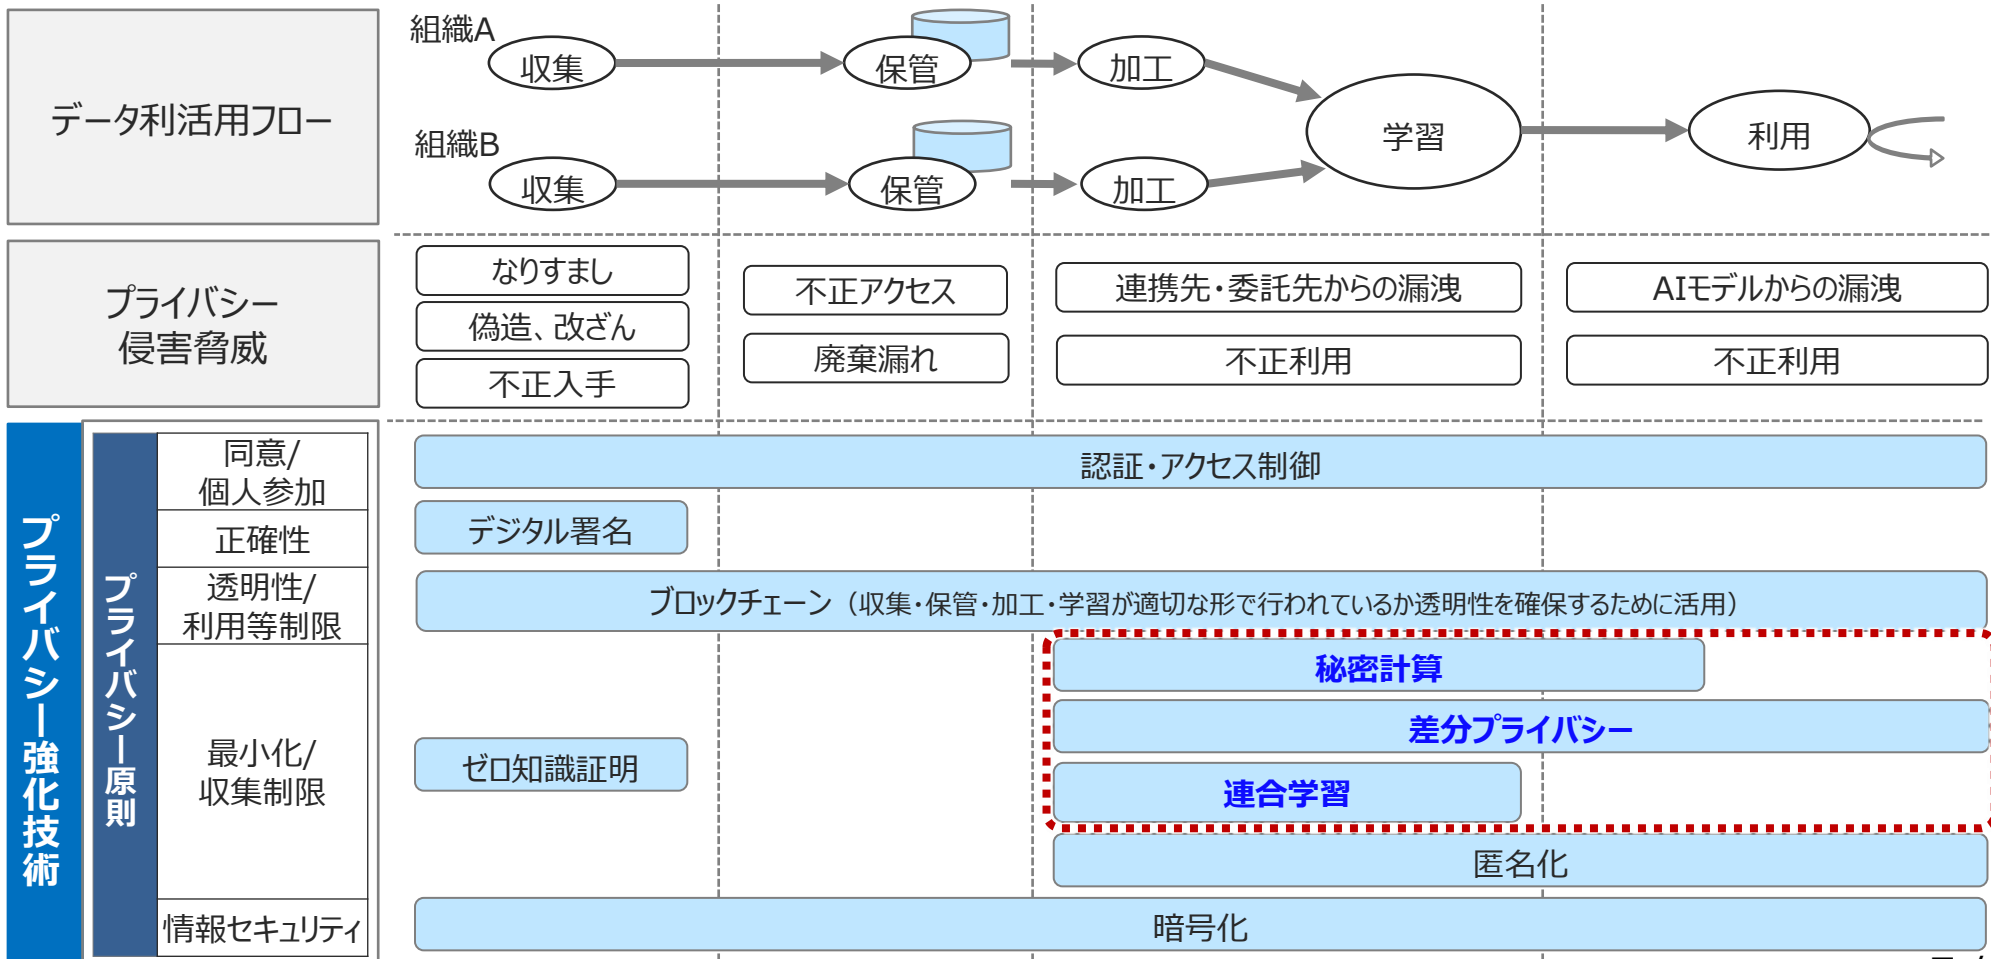 データ利活用フロー
組織A
収集
保管
加工
組織B
収集
保管
加工
学習
利用
プライバシー
侵害脅威
なりすまし
偽造、改ざん
不正入手
不正アクセス
廃棄漏れ
連携先・委託先からの漏洩
不正利用
AIモデルからの漏洩
不正利用
プライバシー強化技術
プライバシー原則
同意/
個人参加
認証・アクセス制御
正確性
デジタル署名
透明性/
利用等制限
ブロックチェーン（収集・保管・加工・学習が適切な形で行われているか透明性を確保するために活用）
最小化/
収集制限
ゼロ知識証明
秘密計算
差分プライバシー
連合学習
匿名化
情報セキュリティ
暗号化